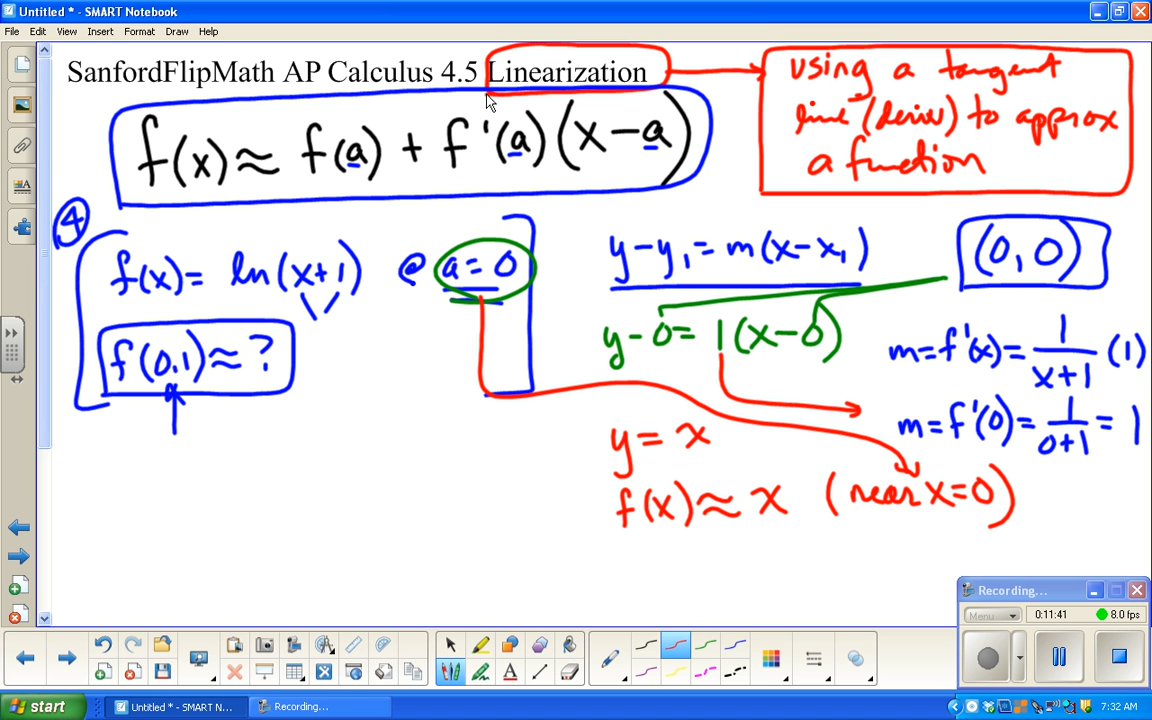 Untitled * - SMART Notebook
File Edit View Insert Format Draw Help
SanfordFlipMath AP Calculus 4.5 Linearization
using a tangent
line (deriv) to approx
a function
f(x) ≈ f(a) + f'(a)(x-a)
4
f(x) = ln(x+1) @ a = 0
f(0.1) ≈ ?
y - y₁ = m(x - x₁)
(0, 0)
y - 0 = 1(x - 0)
m = f'(x) = 1/(x+1) (1)
m = f'(0) = 1/(0+1) = 1
y = x
f(x) ≈ x (near x = 0)
Recording...
Menu
0:11:41
8.0 fps
start
Untitled * - SMART N...
Recording...
7:32 AM